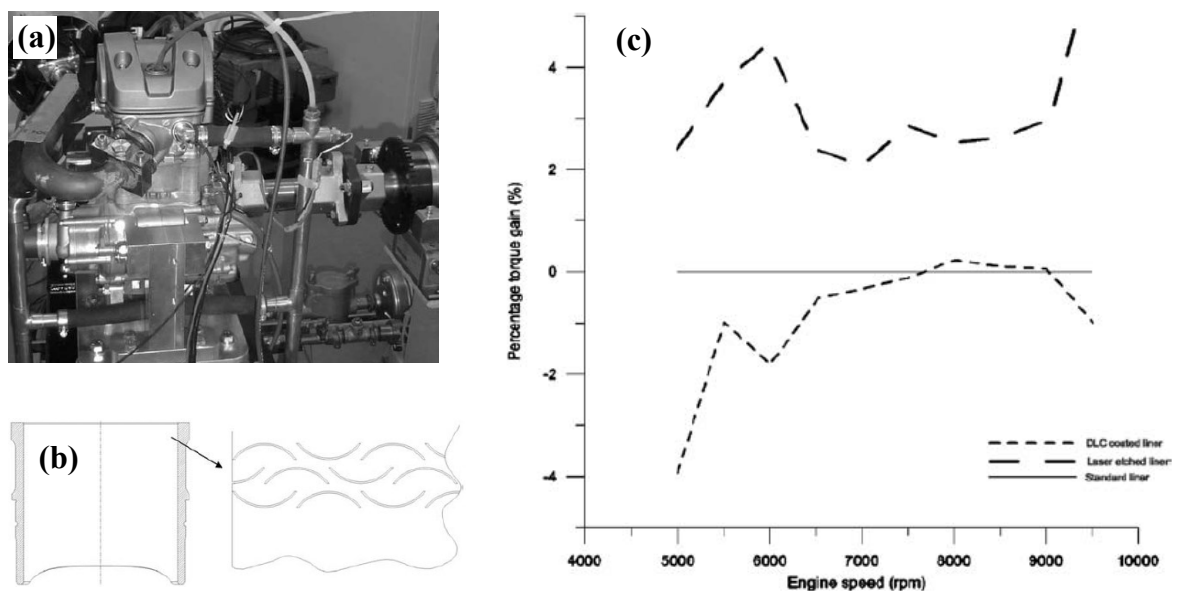 (a)
(b)
(c)
Percentage torque gain (%)
4
2
0
-2
-4
4000 5000 6000 7000 8000 9000 10000
Engine speed (rpm)
DLC coated liner
Laser etched liner
Standard liner